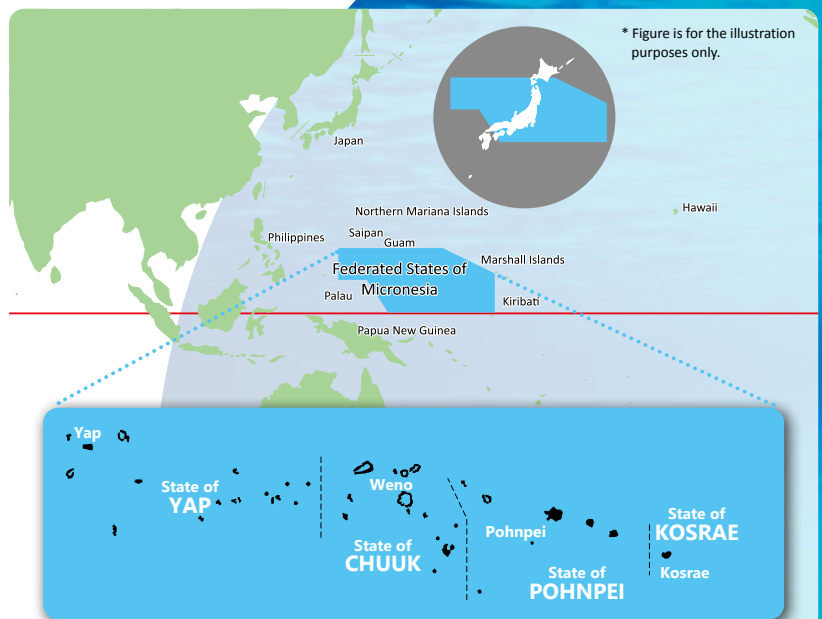 * Figure is for the illustration
purposes only.
Japan
Northern Mariana Islands
Hawaii
Saipan
Philippines
Guam
Marshall Islands
Federated States of
Micronesia
Palau
Kiribati
Papua New Guinea
Yap
State of
YAP
Weno
State of
CHUUK
Pohnpei
State of
POHNPEI
State of
KOSRAE
Kosrae